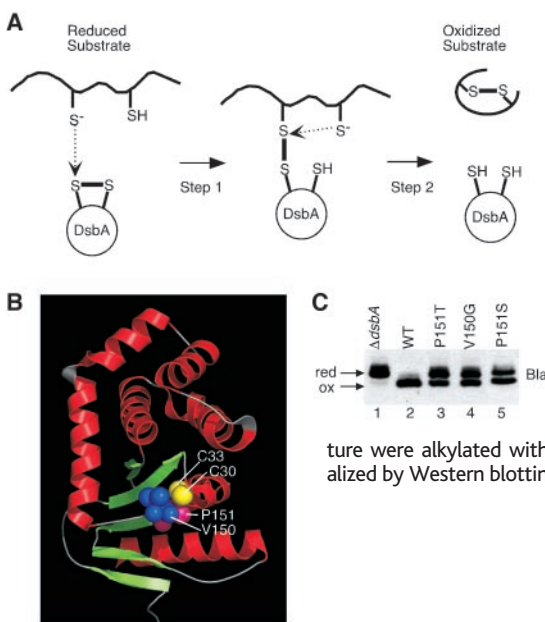 A
Reduced
Substrate
Oxidized
Substrate
S-
SH
S
S-
S—S
S—S
S
SH
SH
SH
Step 1
Step 2
DsbA
DsbA
DsbA
B
C33
C30
P151
V150
C
ΔdsbA
WT
P151T
V150G
P151S
red
ox
Bla
1 2 3 4 5
ture were alkylated with
alized by Western blottin